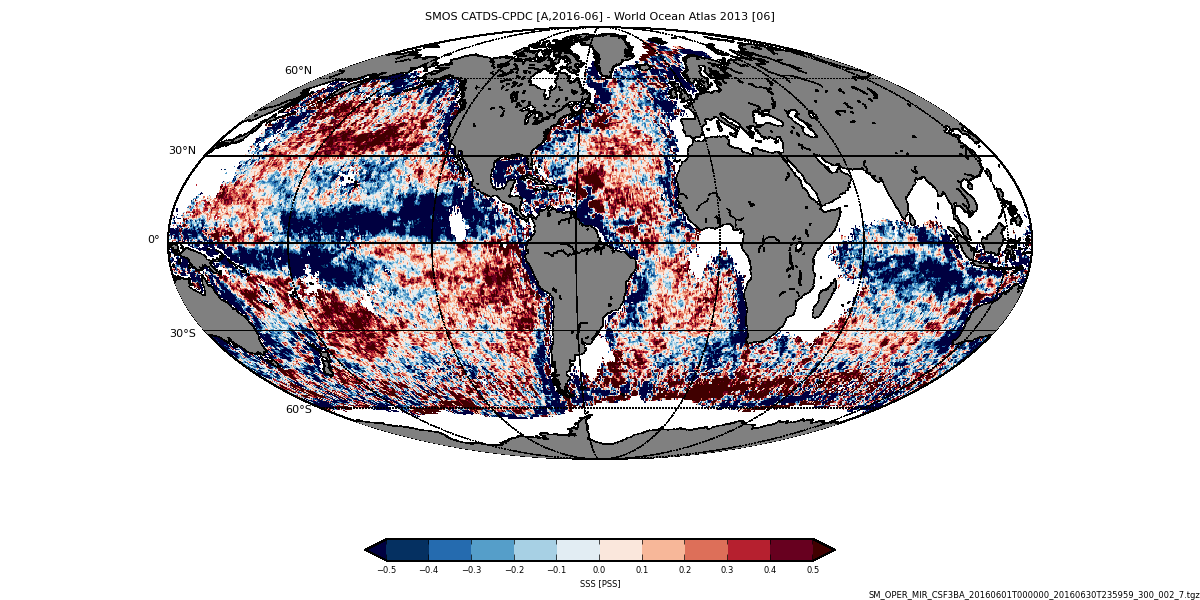 SMOS CATDS-CPDC [A,2016-06] - World Ocean Atlas 2013 [06]
60°N
30°N
0°
30°S
60°S
−0.5 −0.4 −0.3 −0.2 −0.1 0.0 0.1 0.2 0.3 0.4 0.5
SSS [PSS]
SM_OPER_MIR_CSF3BA_20160601T000000_20160630T235959_300_002_7.tgz